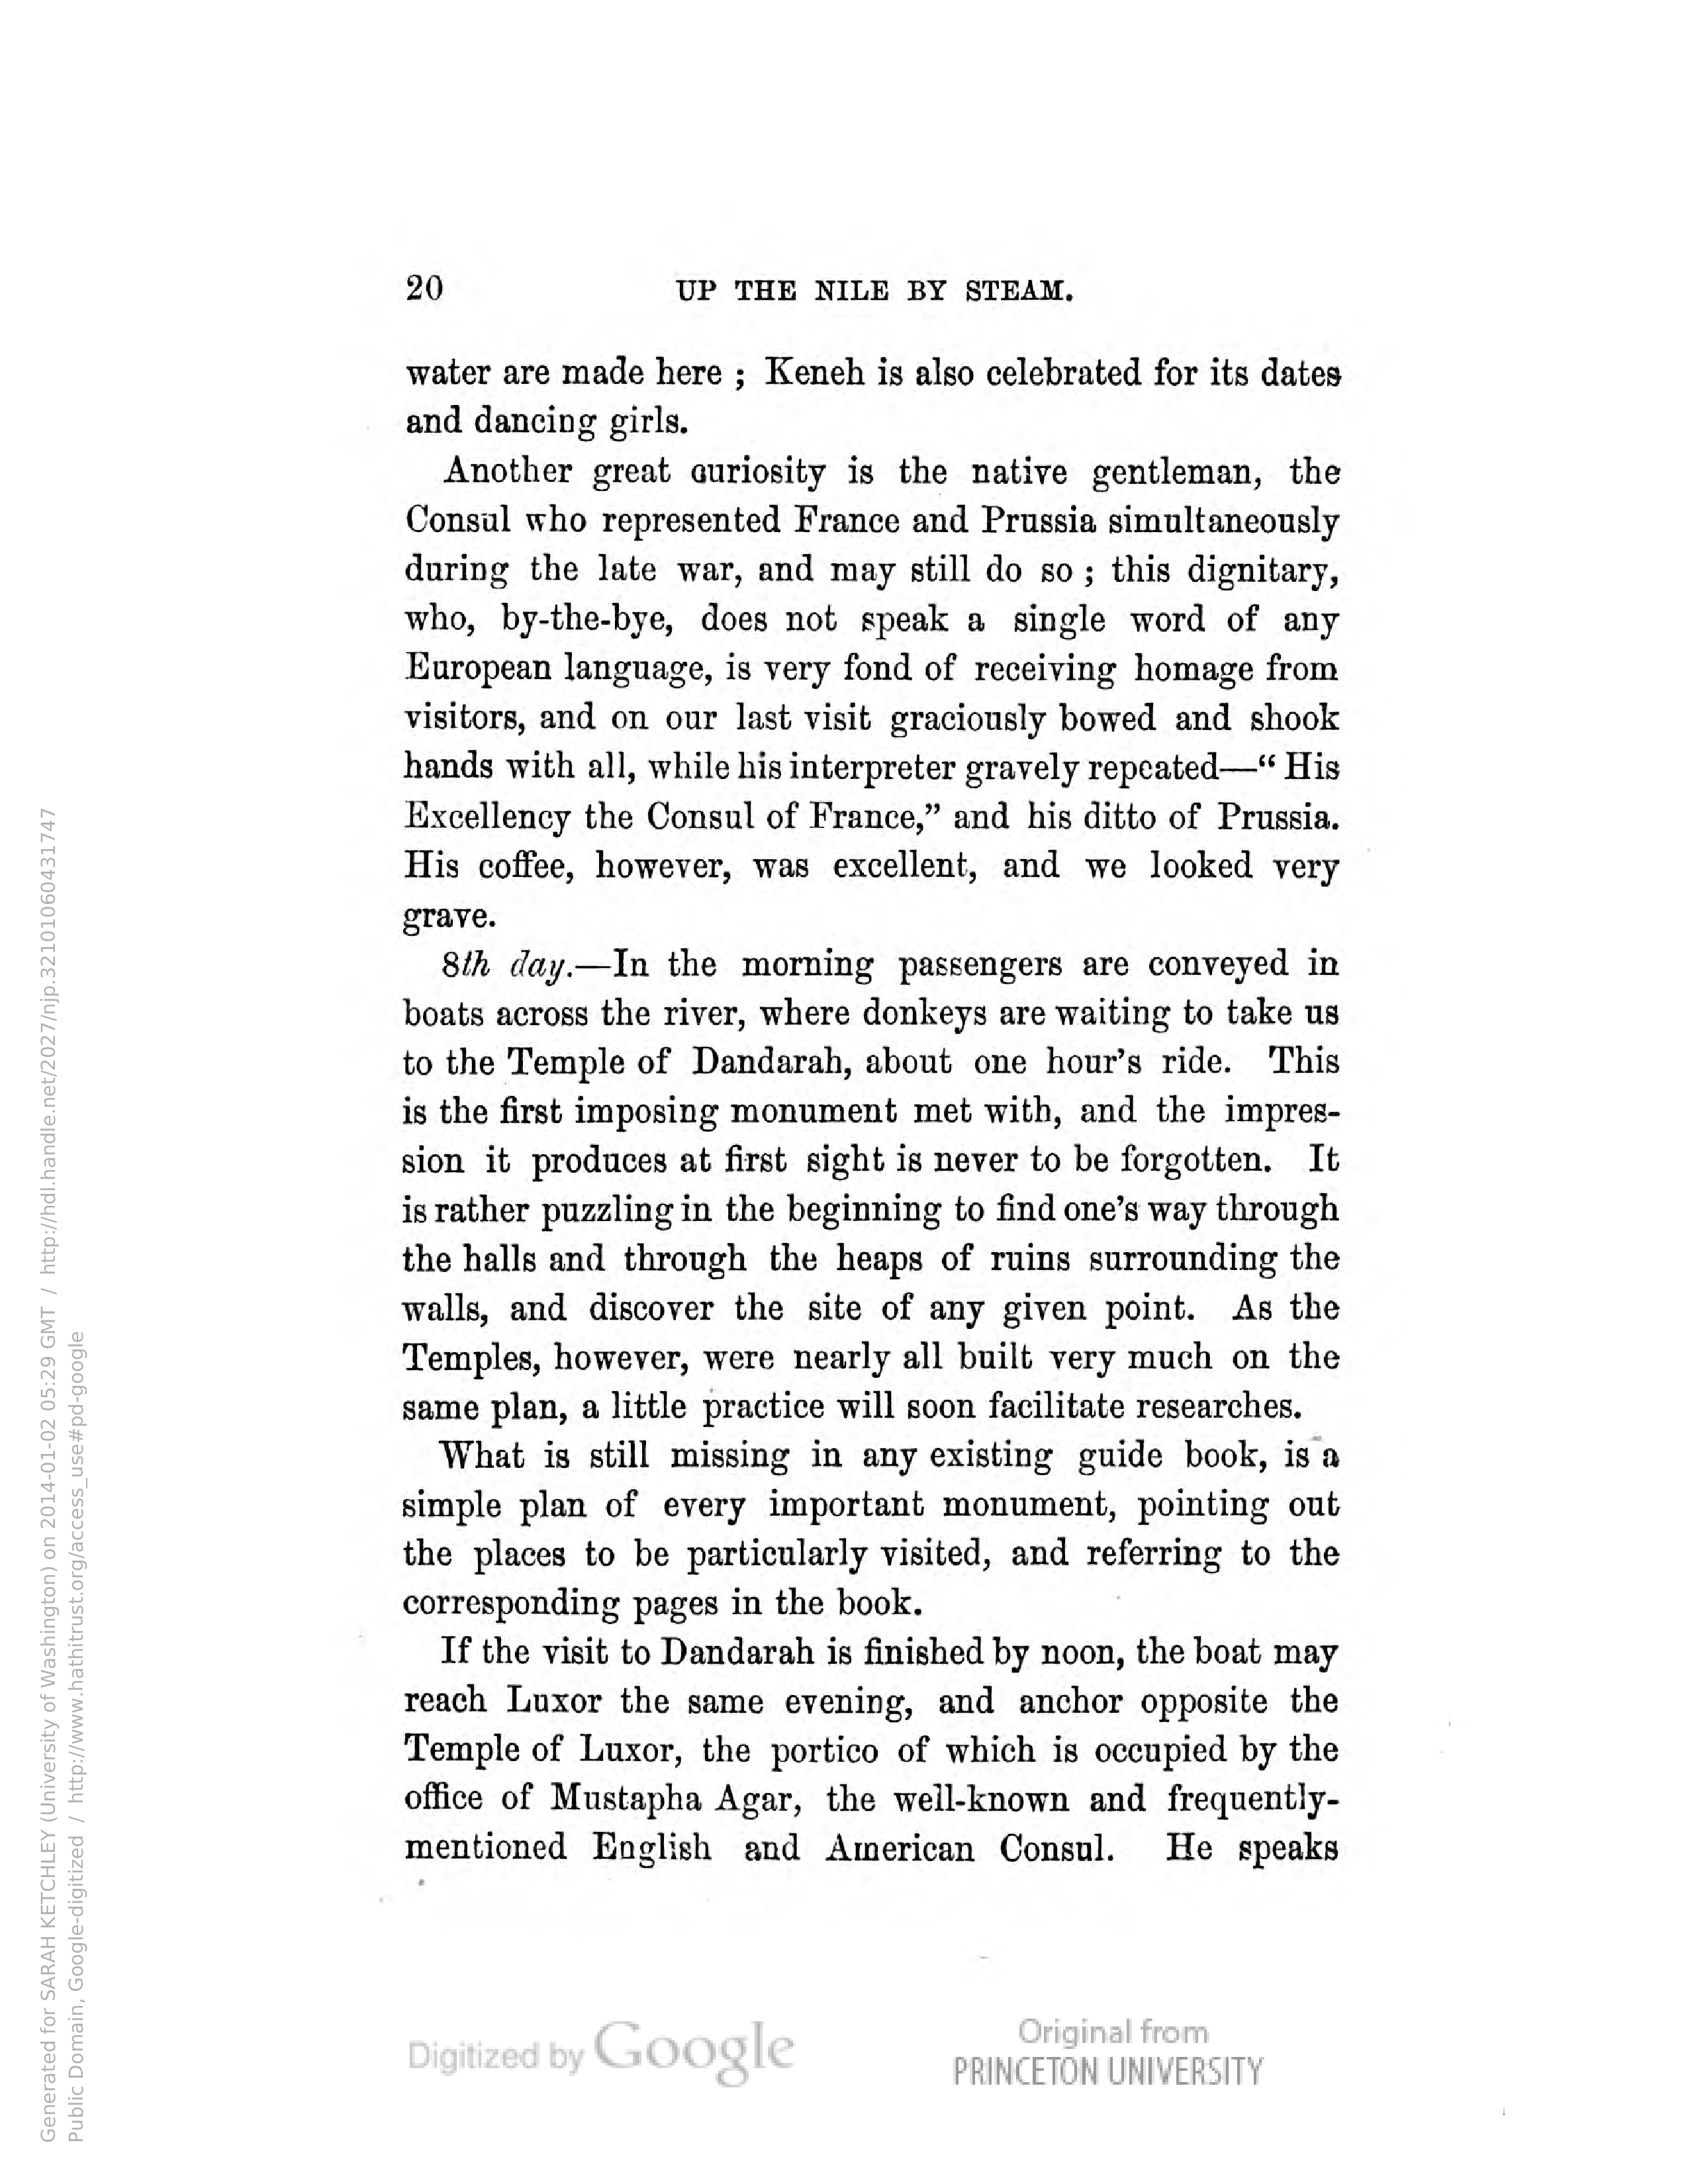 20 UP THE NILE BY STEAM.
water are made here ; Keneh is also celebrated for its dates
and dancing girls.
Another great curiosity is the native gentleman, the
Consul who represented France and Prussia simultaneously
during the late war, and may still do so ; this dignitary,
who, by-the-bye, does not speak a single word of any
European language, is very fond of receiving homage from
visitors, and on our last visit graciously bowed and shook
hands with all, while his interpreter gravely repeated—“ His
Excellency the Consul of France,” and his ditto of Prussia.
His coffee, however, was excellent, and we looked very
grave.
8th day.—In the morning passengers are conveyed in
boats across the river, where donkeys are waiting to take us
to the Temple of Dandarah, about one hour’s ride. This
is the first imposing monument met with, and the impres-
sion it produces at first sight is never to be forgotten. It
is rather puzzling in the beginning to find one’s way through
the halls and through the heaps of ruins surrounding the
walls, and discover the site of any given point. As the
Temples, however, were nearly all built very much on the
same plan, a little practice will soon facilitate researches.
What is still missing in any existing guide book, is a
simple plan of every important monument, pointing out
the places to be particularly visited, and referring to the
corresponding pages in the book.
If the visit to Dandarah is finished by noon, the boat may
reach Luxor the same evening, and anchor opposite the
Temple of Luxor, the portico of which is occupied by the
office of Mustapha Agar, the well-known and frequently-
mentioned English and American Consul. He speaks
Digitized by Google
Original from
PRINCETON UNIVERSITY
Generated for SARAH KETCHLEY (University of Washington) on 2014-01-02 05:29 GMT / http://hdl.handle.net/2027/njp.32101060431747
Public Domain, Google-digitized / http://www.hathitrust.org/access_use#pd-google